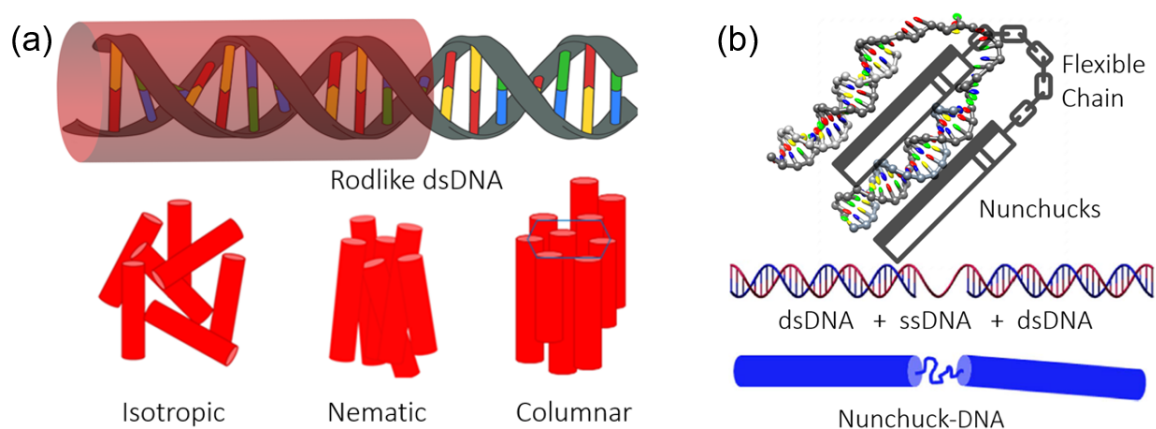 (a)
Rodlike dsDNA
Isotropic
Nematic
Columnar
(b)
Flexible
Chain
Nunchucks
dsDNA + ssDNA + dsDNA
Nunchuck-DNA